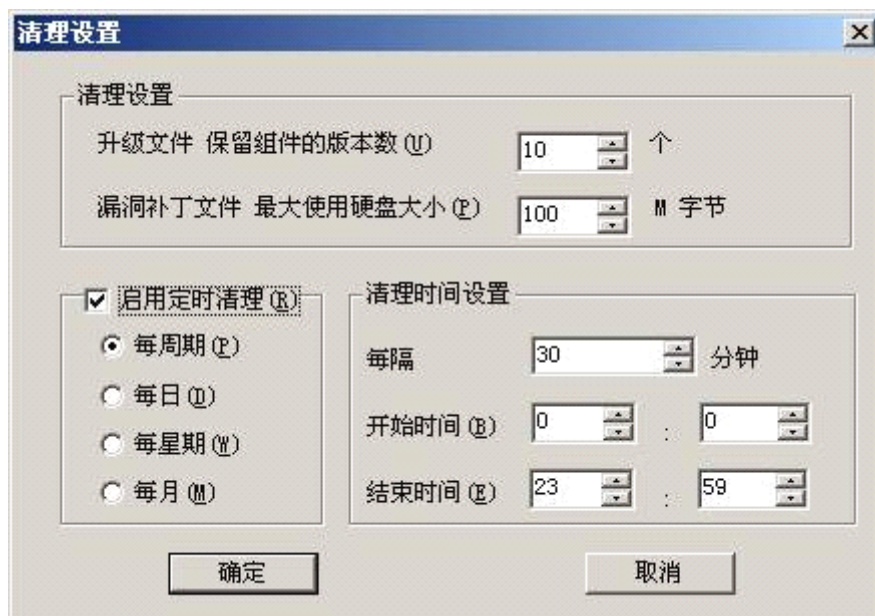 清理设置
清理设置
升级文件 保留组件的版本数(U) 10 个
漏洞补丁文件 最大使用硬盘大小(P) 100 M 字节
启用定时清理(R)
每周期(P)
每日(D)
每星期(W)
每月(M)
清理时间设置
每隔 30 分钟
开始时间(B) 0 : 0
结束时间(E) 23 : 59
确定
取消